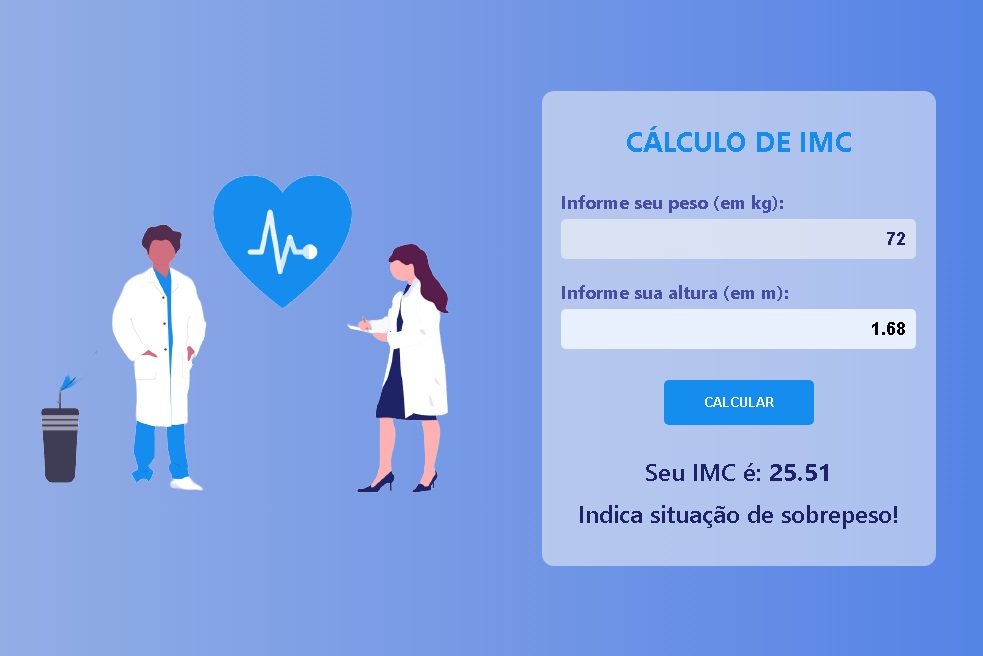 CÁLCULO DE IMC
Informe seu peso (em kg):
72
Informe sua altura (em m):
1.68
CALCULAR
Seu IMC é: 25.51
Indica situação de sobrepeso!